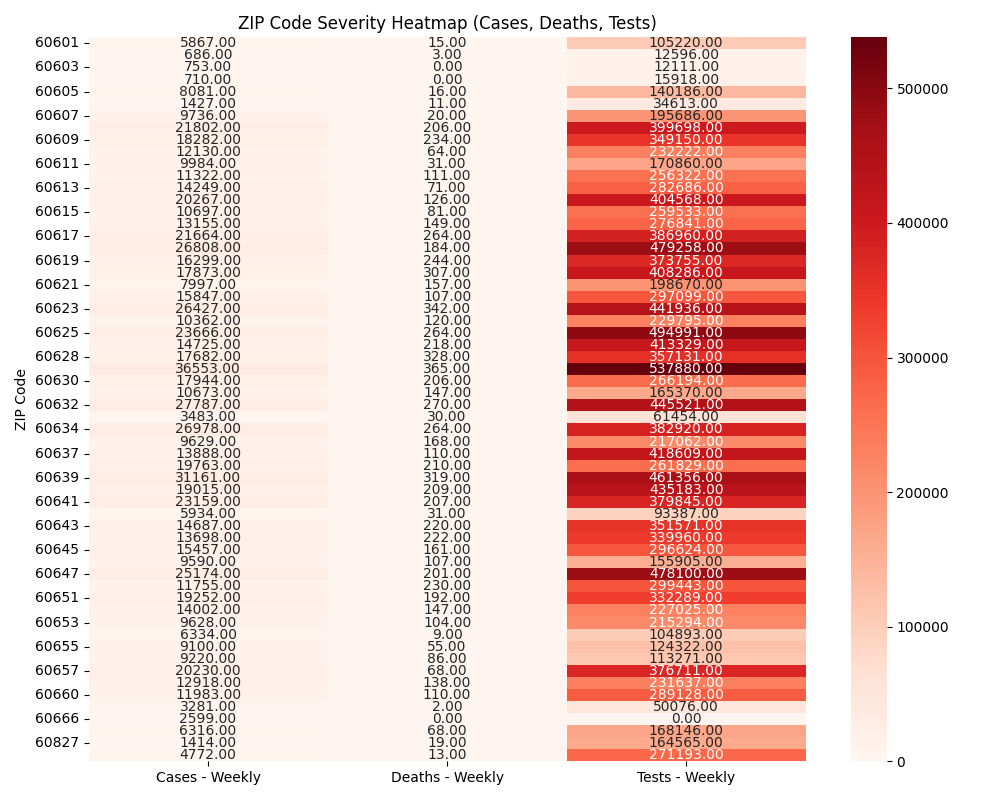 ZIP Code Severity Heatmap (Cases, Deaths, Tests)
60601 5867.00 15.00 105220.00
686.00 3.00 12596.00
60603 753.00 0.00 12111.00
710.00 0.00 15918.00
60605 8081.00 16.00 140186.00
1427.00 11.00 34613.00
60607 9736.00 20.00 195686.00
21802.00 206.00 399698.00
60609 18282.00 234.00 349150.00
12130.00 64.00 232222.00
60611 9984.00 31.00 170860.00
11322.00 111.00 256322.00
60613 14249.00 71.00 282686.00
20267.00 126.00 404568.00
60615 10697.00 81.00 259533.00
13155.00 149.00 276841.00
60617 21664.00 264.00 386960.00
26808.00 184.00 479258.00
60619 16299.00 244.00 373755.00
17873.00 307.00 408286.00
60621 7997.00 157.00 198670.00
15847.00 107.00 297099.00
60623 26427.00 342.00 441936.00
10362.00 120.00 229795.00
60625 23666.00 264.00 494991.00
14725.00 218.00 413329.00
60628 17682.00 328.00 357131.00
36553.00 365.00 537880.00
60630 17944.00 206.00 266194.00
10673.00 147.00 165370.00
60632 27787.00 270.00 445521.00
3483.00 30.00 61454.00
60634 26978.00 264.00 382920.00
9629.00 168.00 217062.00
60637 13888.00 110.00 418609.00
19763.00 210.00 261829.00
60639 31161.00 319.00 461356.00
19015.00 209.00 435183.00
60641 23159.00 207.00 379845.00
5934.00 31.00 93387.00
60643 14687.00 220.00 351571.00
13698.00 222.00 339960.00
60645 15457.00 161.00 296624.00
9590.00 107.00 155905.00
60647 25174.00 201.00 478100.00
11755.00 230.00 299443.00
60651 19252.00 192.00 332289.00
14002.00 147.00 227025.00
60653 9628.00 104.00 215294.00
6334.00 9.00 104893.00
60655 9100.00 55.00 124322.00
9220.00 86.00 113271.00
60657 20230.00 68.00 376711.00
12918.00 138.00 231637.00
60660 11983.00 110.00 289128.00
3281.00 2.00 50076.00
60666 2599.00 0.00 0.00
6316.00 68.00 168146.00
60827 1414.00 19.00 164565.00
4772.00 13.00 271193.00
Cases - Weekly Deaths - Weekly Tests - Weekly
ZIP Code
500000
400000
300000
200000
100000
0